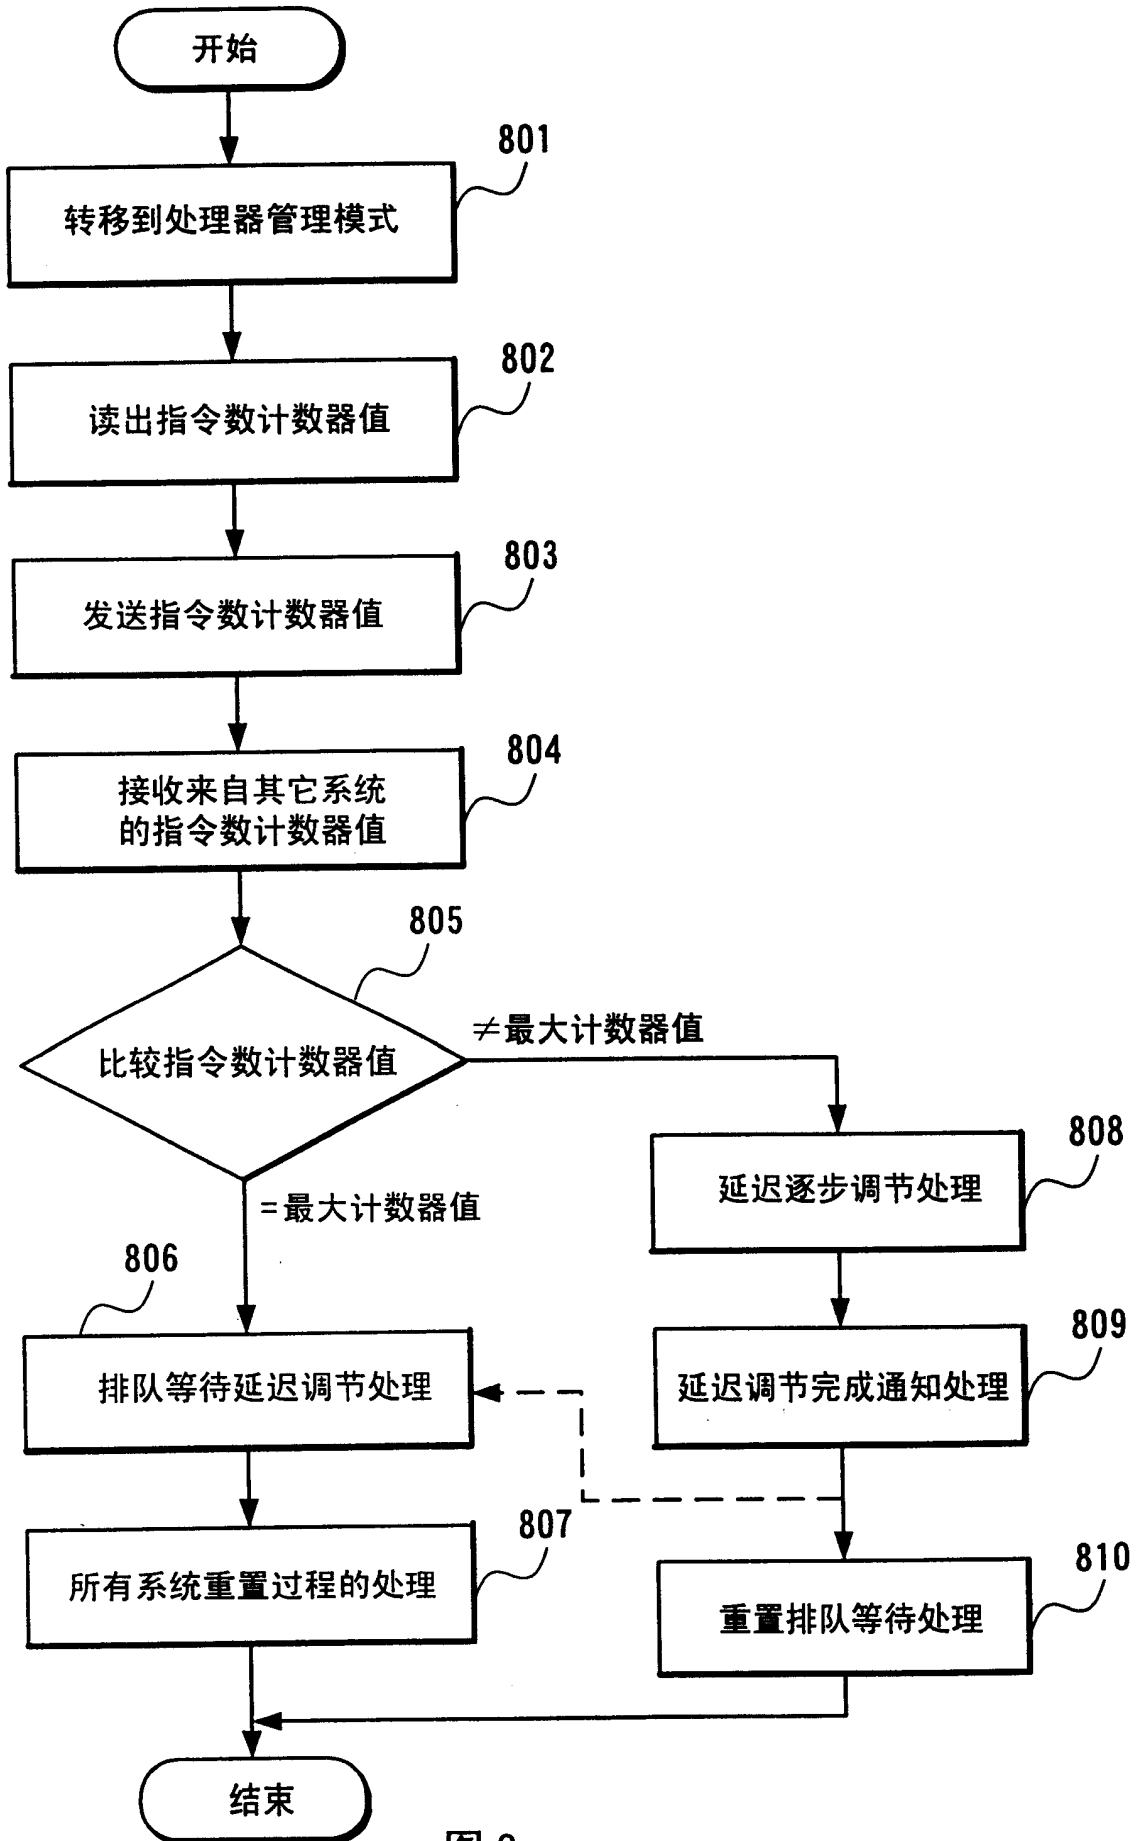 开始
801
转移到处理器管理模式
802
读出指令数计数器值
803
发送指令数计数器值
804
接收来自其它系统
的指令数计数器值
805
比较指令数计数器值
≠最大计数器值
=最大计数器值
808
延迟逐步调节处理
806
排队等待延迟调节处理
809
延迟调节完成通知处理
807
所有系统重置过程的处理
810
重置排队等待处理
结束
图